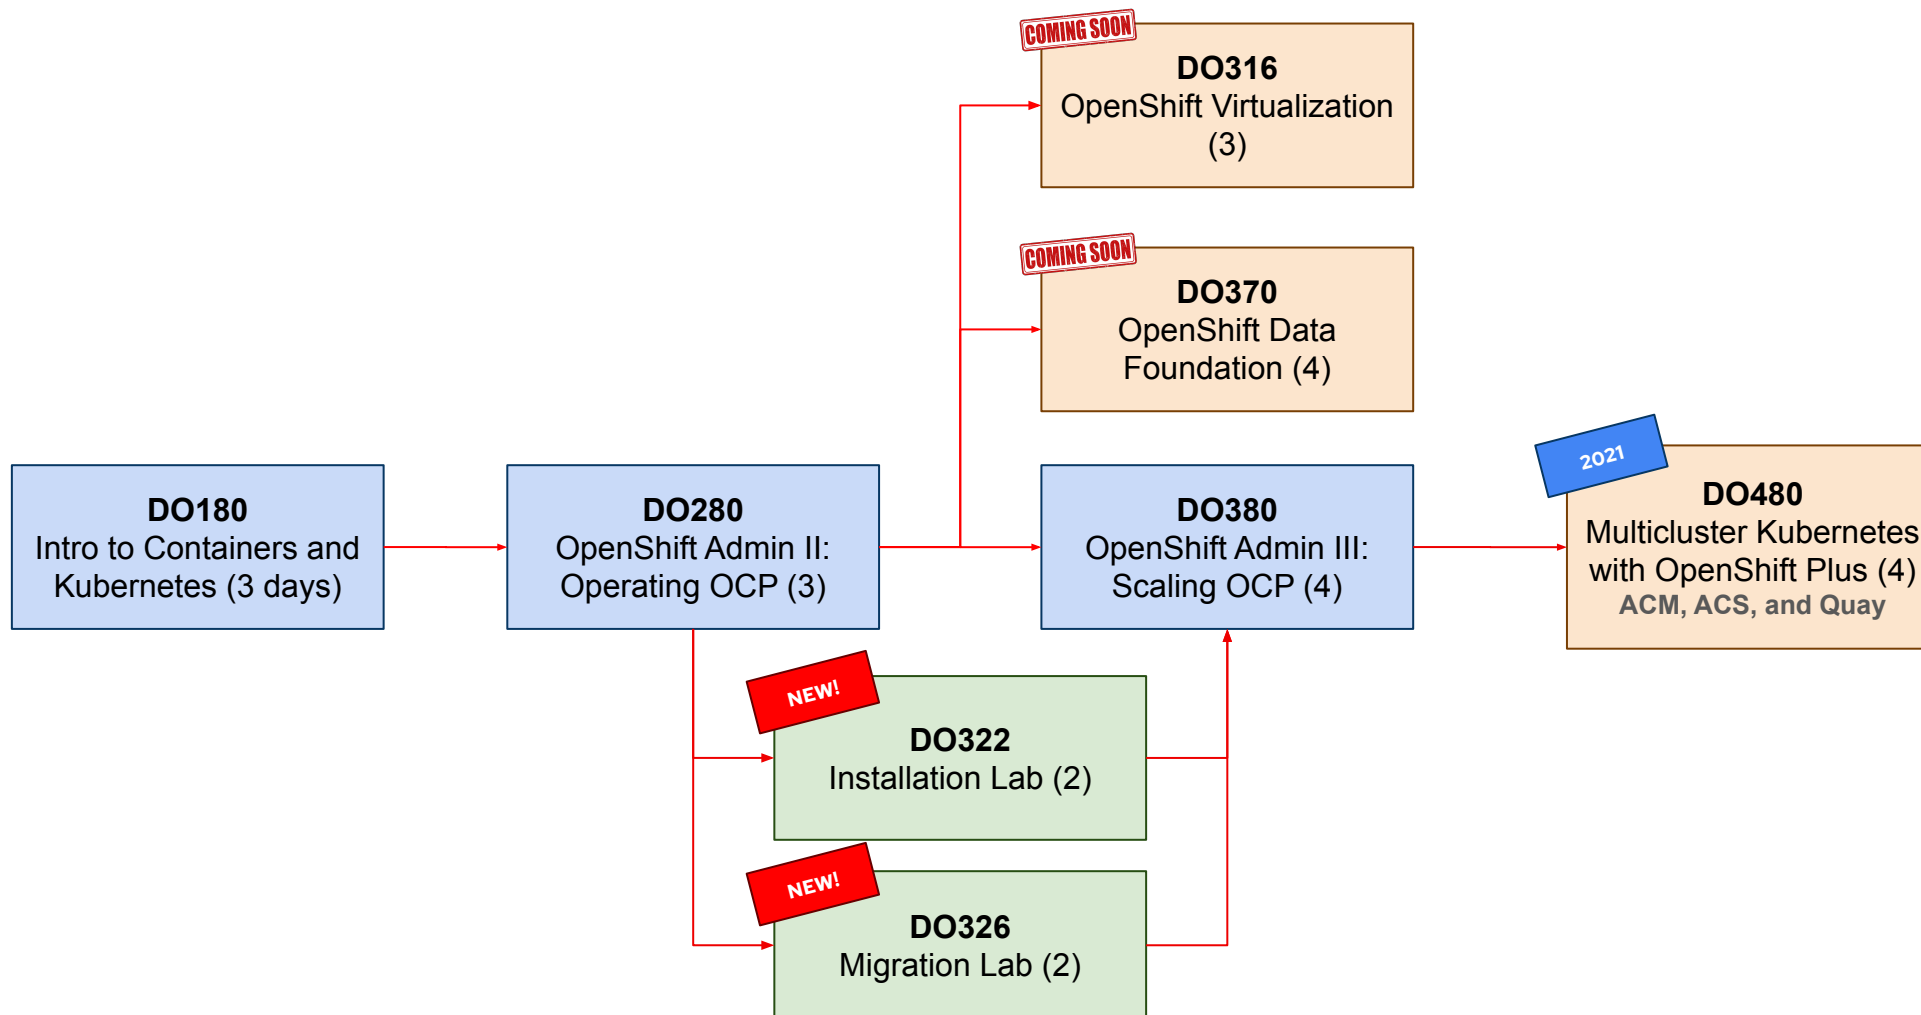 COMING SOON
DO316
OpenShift Virtualization
(3)
COMING SOON
DO370
OpenShift Data
Foundation (4)
DO180
Intro to Containers and
Kubernetes (3 days)
DO280
OpenShift Admin II:
Operating OCP (3)
DO380
OpenShift Admin III:
Scaling OCP (4)
2021
DO480
Multicluster Kubernetes
with OpenShift Plus (4)
ACM, ACS, and Quay
NEW!
DO322
Installation Lab (2)
NEW!
DO326
Migration Lab (2)